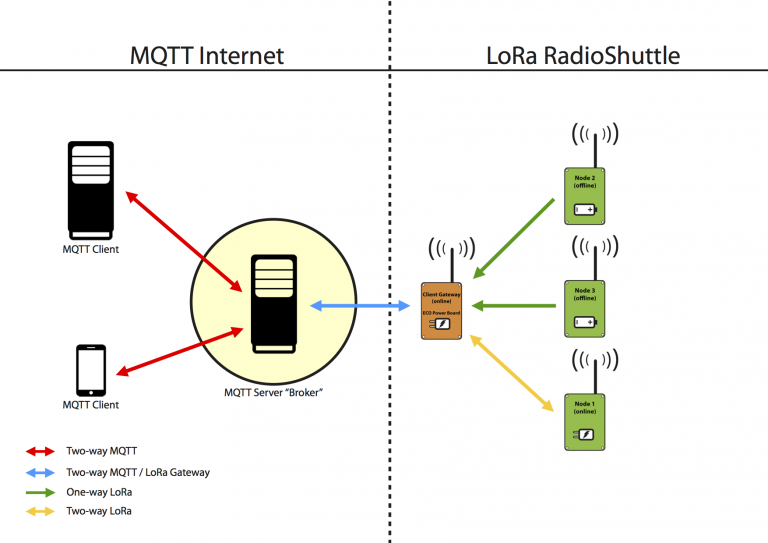 MQTT Internet
LoRa RadioShuttle
MQTT Client
MQTT Client
MQTT Server “Broker”
Client Gateway
(online)
ECO Power Board
Node 2
(offline)
Node 3
(offline)
Node 1
(online)
Two-way MQTT
Two-way MQTT / LoRa Gateway
One-way LoRa
Two-way LoRa